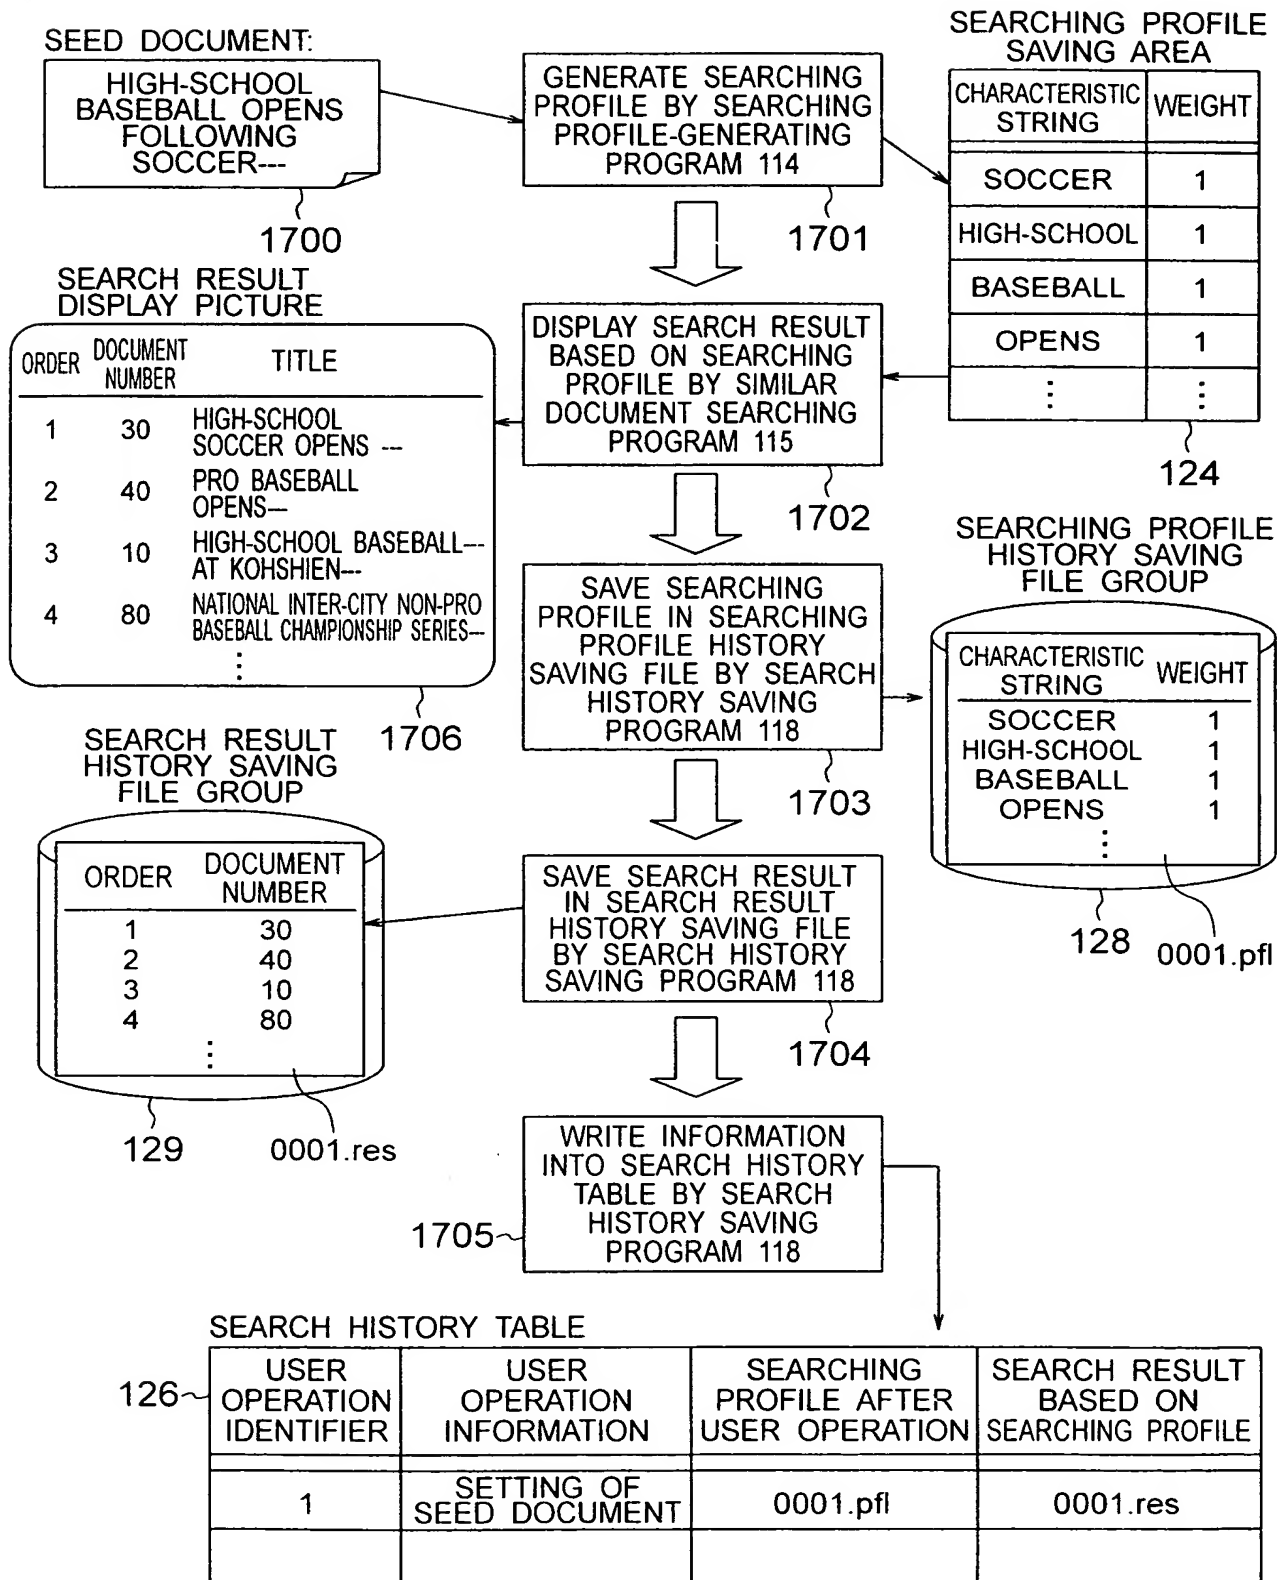 SEED DOCUMENT:
HIGH-SCHOOL
BASEBALL OPENS
FOLLOWING
SOCCER---
1700
GENERATE SEARCHING
PROFILE BY SEARCHING
PROFILE-GENERATING
PROGRAM 114
1701
SEARCHING PROFILE
SAVING AREA
CHARACTERISTIC STRING WEIGHT
SOCCER 1
HIGH-SCHOOL 1
BASEBALL 1
OPENS 1
⋮ ⋮
124
SEARCH RESULT
DISPLAY PICTURE
ORDER DOCUMENT NUMBER TITLE
1 30 HIGH-SCHOOL
SOCCER OPENS ---
2 40 PRO BASEBALL
OPENS---
3 10 HIGH-SCHOOL BASEBALL---
AT KOHSHIEN---
4 80 NATIONAL INTER-CITY NON-PRO
BASEBALL CHAMPIONSHIP SERIES---
⋮
1706
DISPLAY SEARCH RESULT
BASED ON SEARCHING
PROFILE BY SIMILAR
DOCUMENT SEARCHING
PROGRAM 115
1702
SAVE SEARCHING
PROFILE IN SEARCHING
PROFILE HISTORY
SAVING FILE BY SEARCH
HISTORY SAVING
PROGRAM 118
1703
SEARCHING PROFILE
HISTORY SAVING
FILE GROUP
CHARACTERISTIC STRING WEIGHT
SOCCER 1
HIGH-SCHOOL 1
BASEBALL 1
OPENS 1
⋮
128
0001.pfl
SEARCH RESULT
HISTORY SAVING
FILE GROUP
ORDER DOCUMENT NUMBER
1 30
2 40
3 10
4 80
⋮
129
0001.res
SAVE SEARCH RESULT
IN SEARCH RESULT
HISTORY SAVING FILE
BY SEARCH HISTORY
SAVING PROGRAM 118
1704
WRITE INFORMATION
INTO SEARCH HISTORY
TABLE BY SEARCH
HISTORY SAVING
PROGRAM 118
1705
SEARCH HISTORY TABLE
126
USER
OPERATION
IDENTIFIER
USER
OPERATION
INFORMATION
SEARCHING
PROFILE AFTER
USER OPERATION
SEARCH RESULT
BASED ON
SEARCHING PROFILE
1
SETTING OF
SEED DOCUMENT
0001.pfl
0001.res